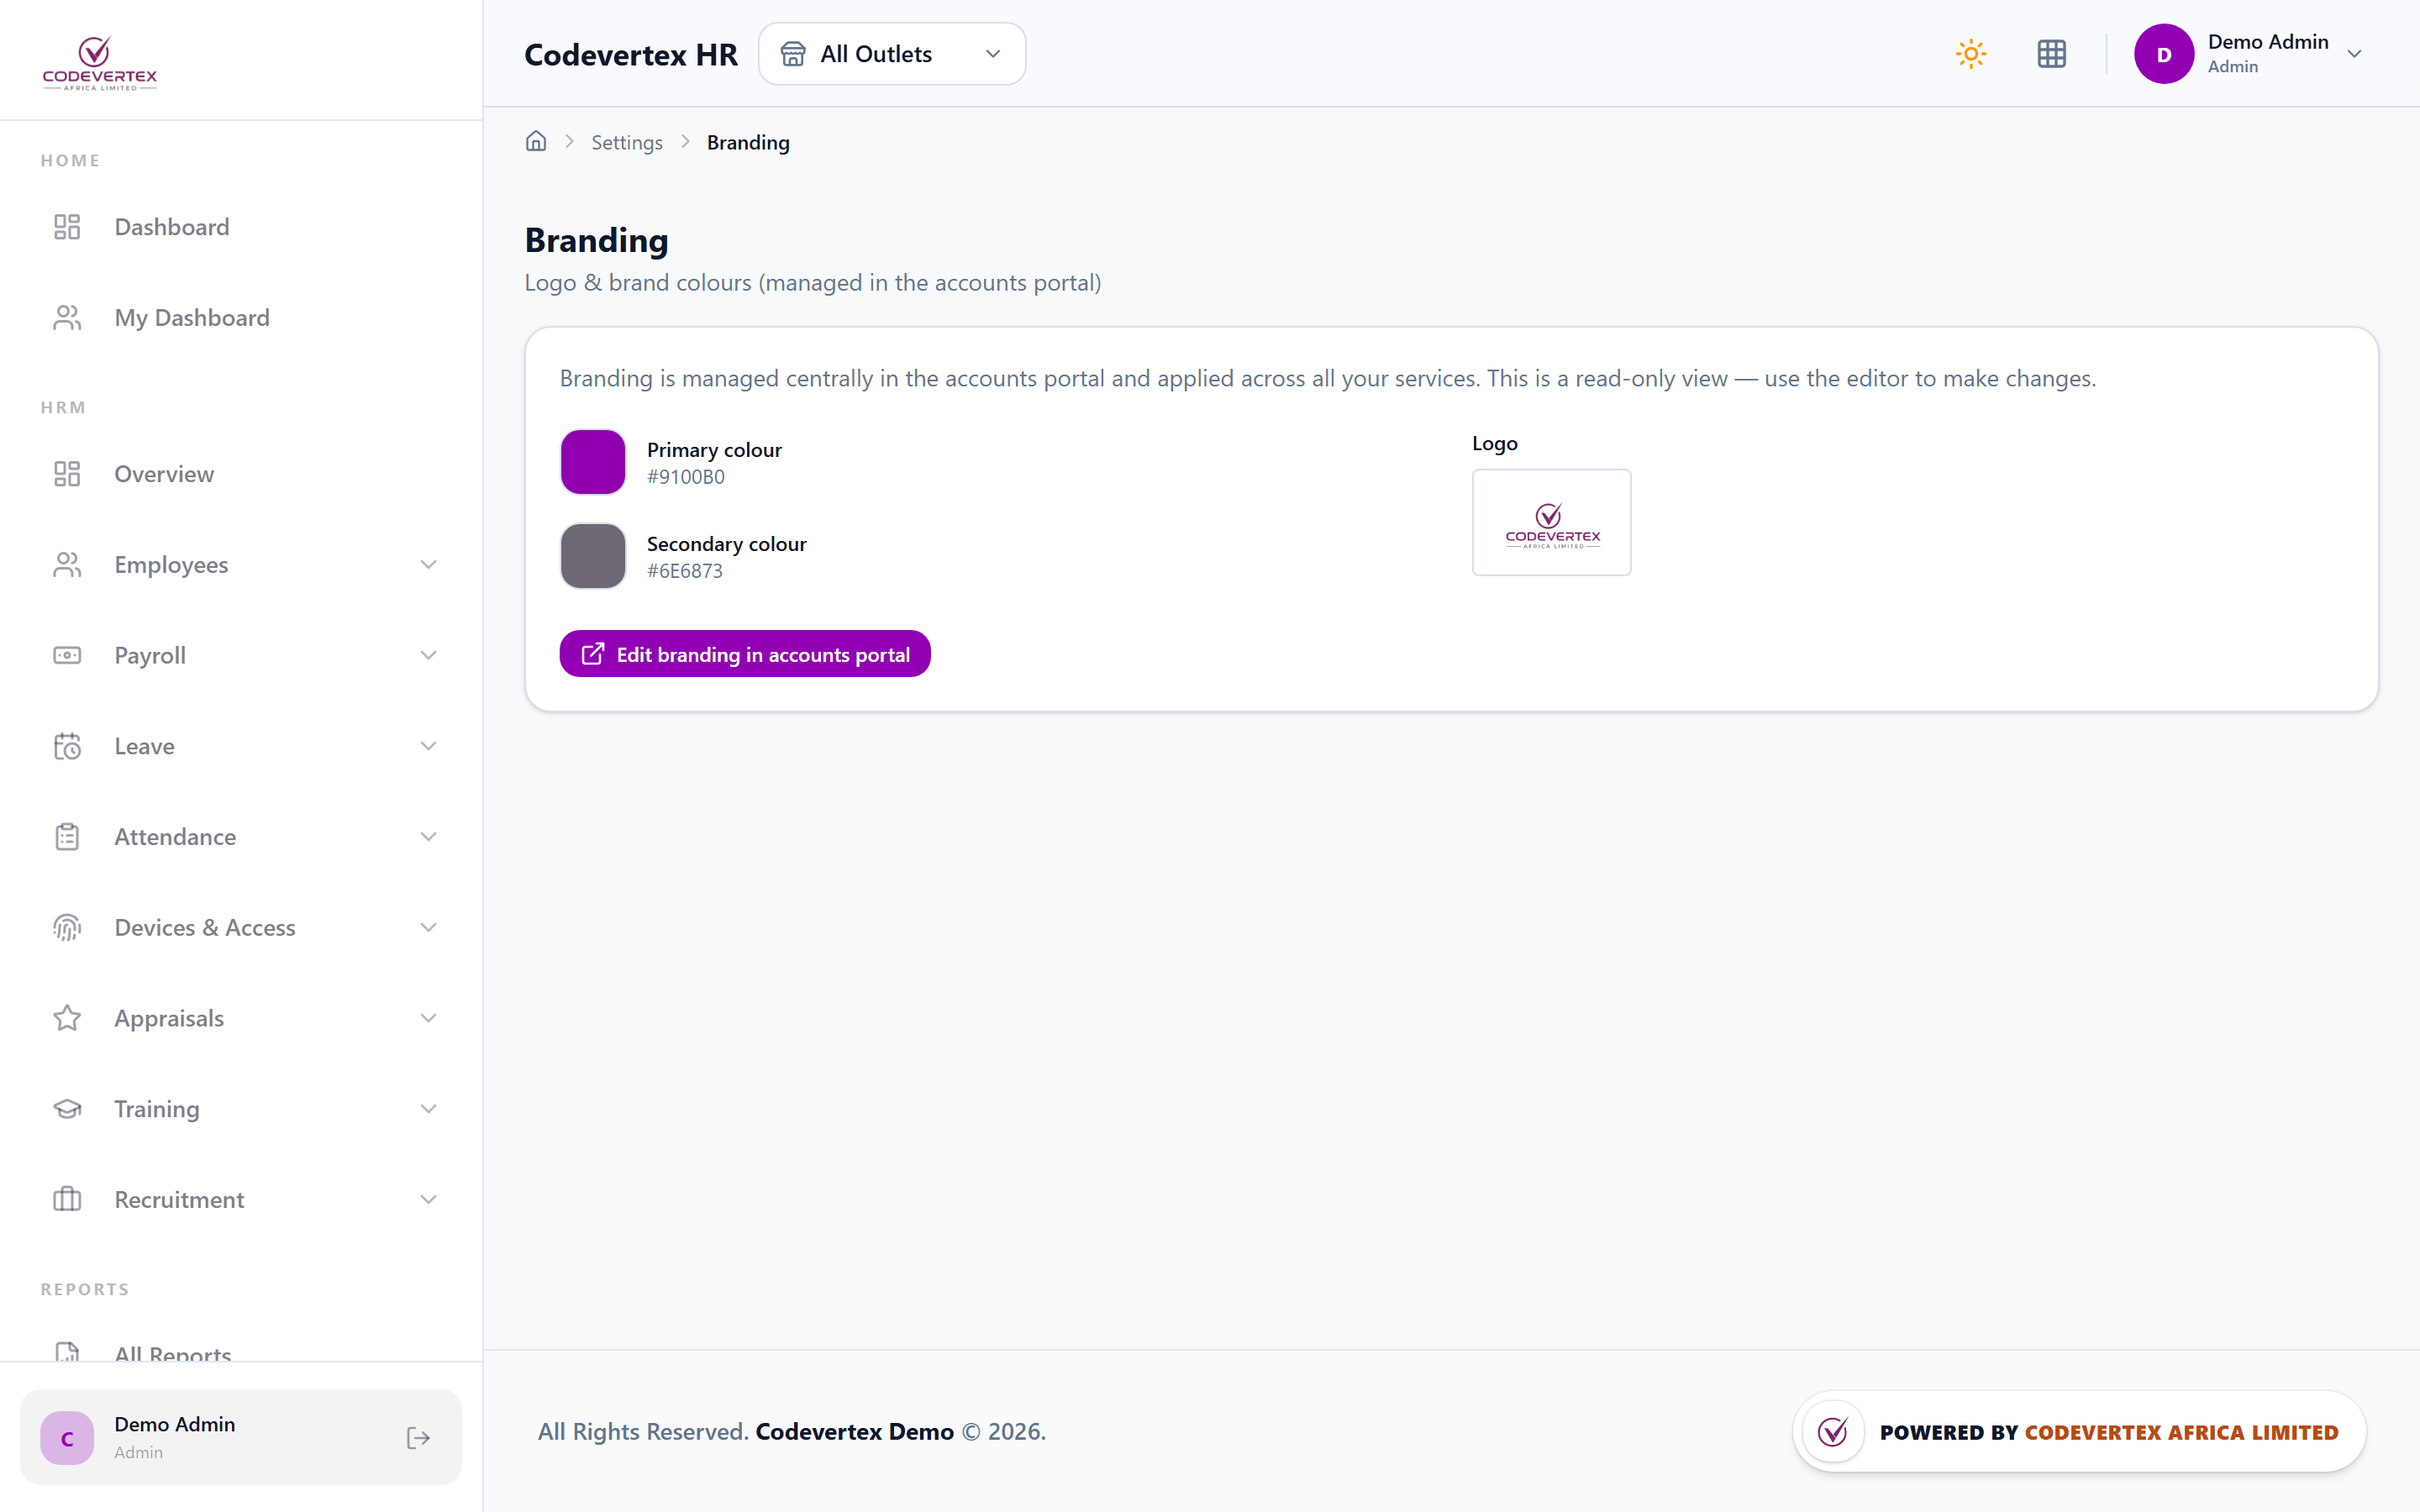 CODEVERTEX
AFRICA LIMITED
HOME
Dashboard
My Dashboard
HRM
Overview
Employees
Payroll
Leave
Attendance
Devices & Access
Appraisals
Training
Recruitment
REPORTS
All Reports
C
Demo Admin
Admin
Codevertex HR
All Outlets
D
Demo Admin
Admin
Settings
Branding
Branding
Logo & brand colours (managed in the accounts portal)
Branding is managed centrally in the accounts portal and applied across all your services. This is a read-only view — use the editor to make changes.
Primary colour
#9100B0
Secondary colour
#6E6873
Logo
CODEVERTEX
AFRICA LIMITED
Edit branding in accounts portal
All Rights Reserved. Codevertex Demo © 2026.
POWERED BY CODEVERTEX AFRICA LIMITED